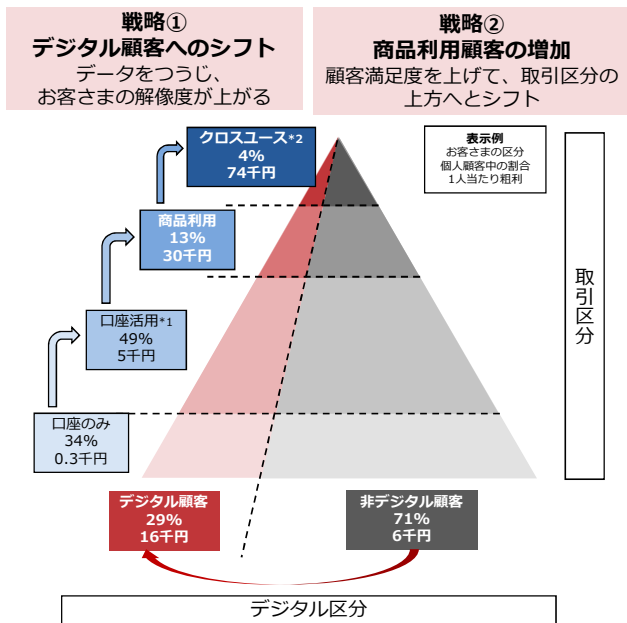 戦略①
デジタル顧客へのシフト
データをつうじ、
お客さまの解像度が上がる
戦略②
商品利用顧客の増加
顧客満足度を上げて、取引区分の
上方へとシフト
クロスユース*2
4%
74千円
表示例
お客さまの区分
個人顧客中の割合
1人当たり粗利
商品利用
13%
30千円
口座活用*1
49%
5千円
口座のみ
34%
0.3千円
取引区分
デジタル顧客
29%
16千円
非デジタル顧客
71%
6千円
デジタル区分